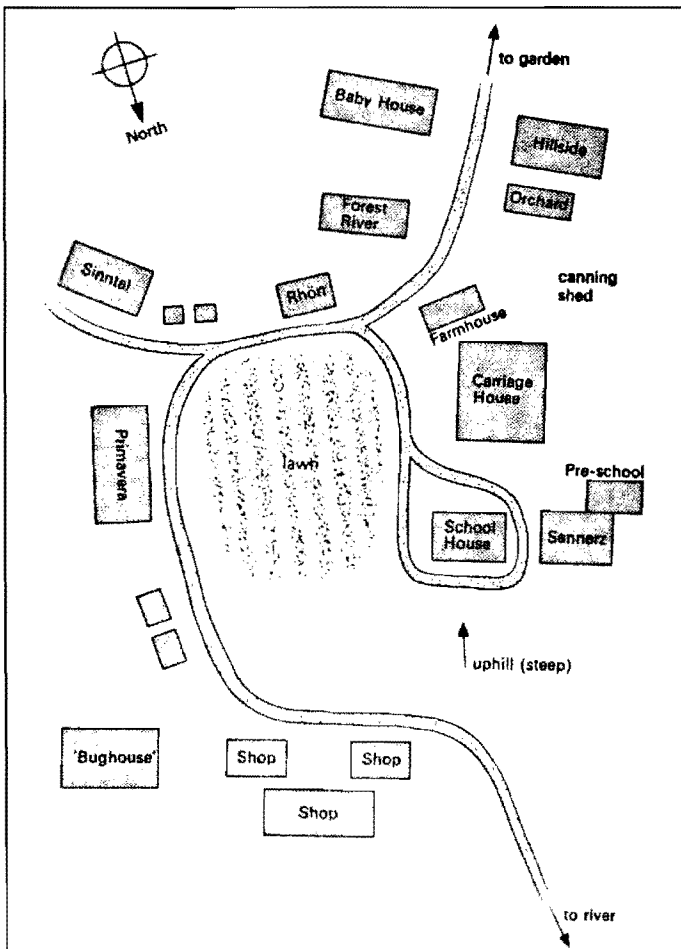 to garden
North
Baby House
Hillside
Orchard
Forest
River
Sinntal
Rhön
canning
shed
Farmhouse
Carriage
House
Primavera
lawn
Pre-school
School
House
Sannerz
uphill (steep)
'Bughouse'
Shop
Shop
Shop
to river